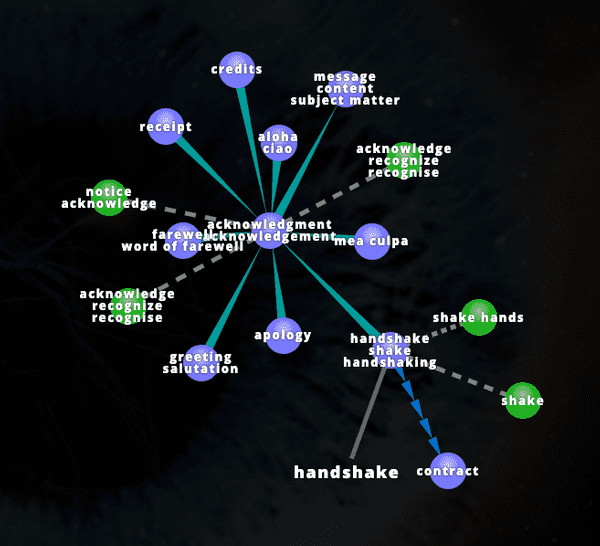 credits
message
content
subject matter
receipt
aloha
ciao
acknowledge
recognize
recognise
notice
acknowledge
acknowledgment
acknowledgement
farewell
word of farewell
mea culpa
acknowledge
recognize
recognise
shake hands
apology
handshake
shake
handshaking
greeting
salutation
shake
handshake
contract